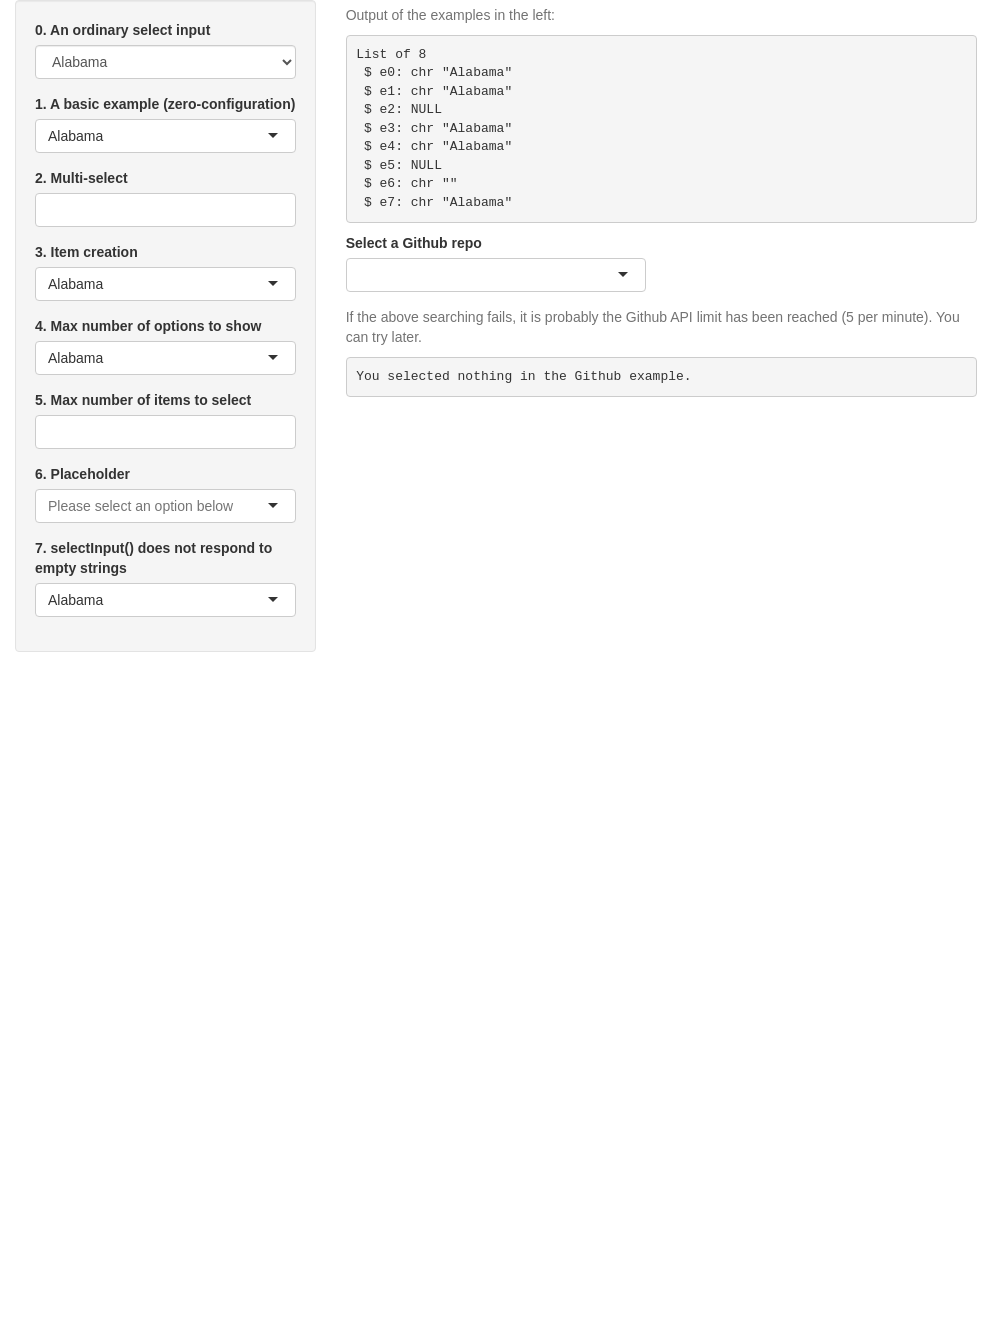 0. An ordinary select input
Alabama
1. A basic example (zero-configuration)
Alabama
2. Multi-select
3. Item creation
Alabama
4. Max number of options to show
Alabama
5. Max number of items to select
6. Placeholder
Please select an option below
7. selectInput() does not respond to
empty strings
Alabama
Output of the examples in the left:
List of 8
 $ e0: chr "Alabama"
 $ e1: chr "Alabama"
 $ e2: NULL
 $ e3: chr "Alabama"
 $ e4: chr "Alabama"
 $ e5: NULL
 $ e6: chr ""
 $ e7: chr "Alabama"
Select a Github repo
If the above searching fails, it is probably the Github API limit has been reached (5 per minute). You
can try later.
You selected nothing in the Github example.